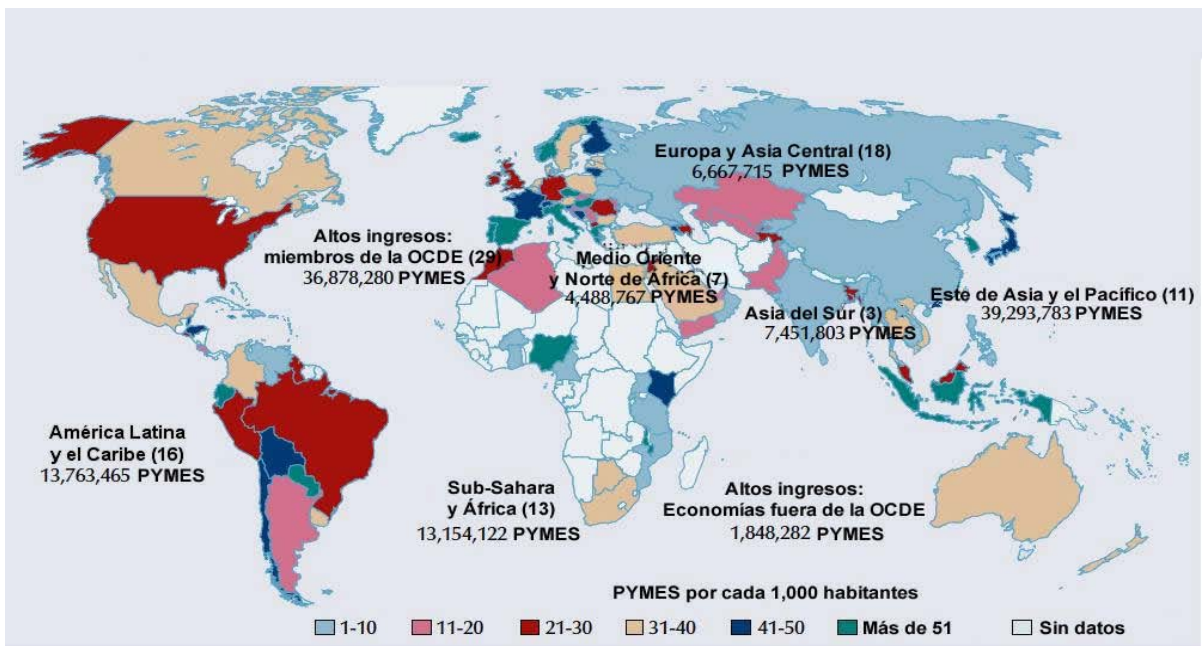 Europa y Asia Central (18)
6,667,715 PYMES
Altos ingresos:
miembros de la OCDE (29)
36,878,280 PYMES
Medio Oriente
y Norte de África (7)
4,488,767 PYMES
Asia del Sur (3)
7,451,803 PYMES
Este de Asia y el Pacífico (11)
39,293,783 PYMES
América Latina
y el Caribe (16)
13,763,465 PYMES
Sub-Sahara
y África (13)
13,154,122 PYMES
Altos ingresos:
Economías fuera de la OCDE
1,848,282 PYMES
PYMES por cada 1,000 habitantes
1-10 11-20 21-30 31-40 41-50 Más de 51 Sin datos